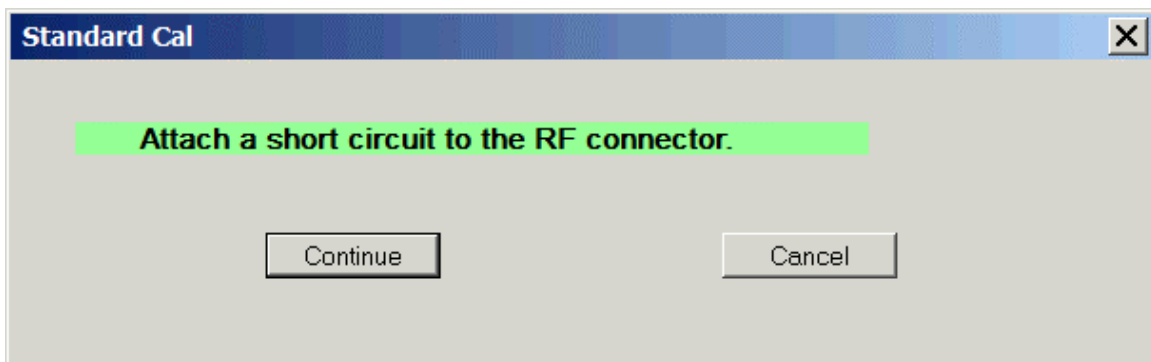 Standard Cal
Attach a short circuit to the RF connector.
Continue Cancel